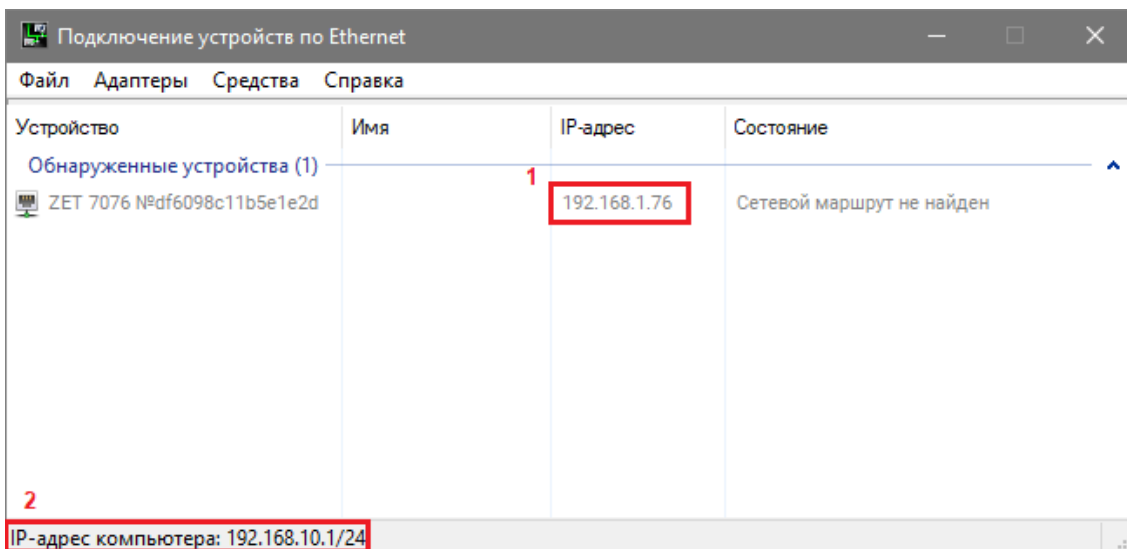 Подключение устройств по Ethernet
Файл Адаптеры Средства Справка
Устройство Имя IP-адрес Состояние
Обнаруженные устройства (1)
1
ZET 7076 №df6098c11b5e1e2d 192.168.1.76 Сетевой маршрут не найден
2
IP-адрес компьютера: 192.168.10.1/24